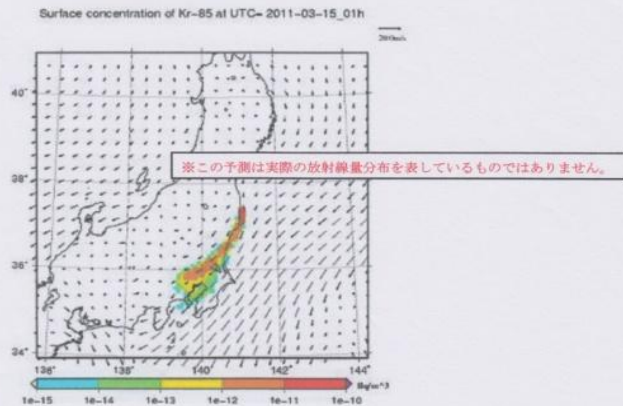 Surface concentration of Kr-85 at UTC= 2011-03-15_01h
40°
※この予測は実際の放射線量分布を表しているものではありません。
38°
36°
34°
136° 138° 140° 142° 144°
1e-15 1e-14 1e-13 1e-12 1e-11 1e-10